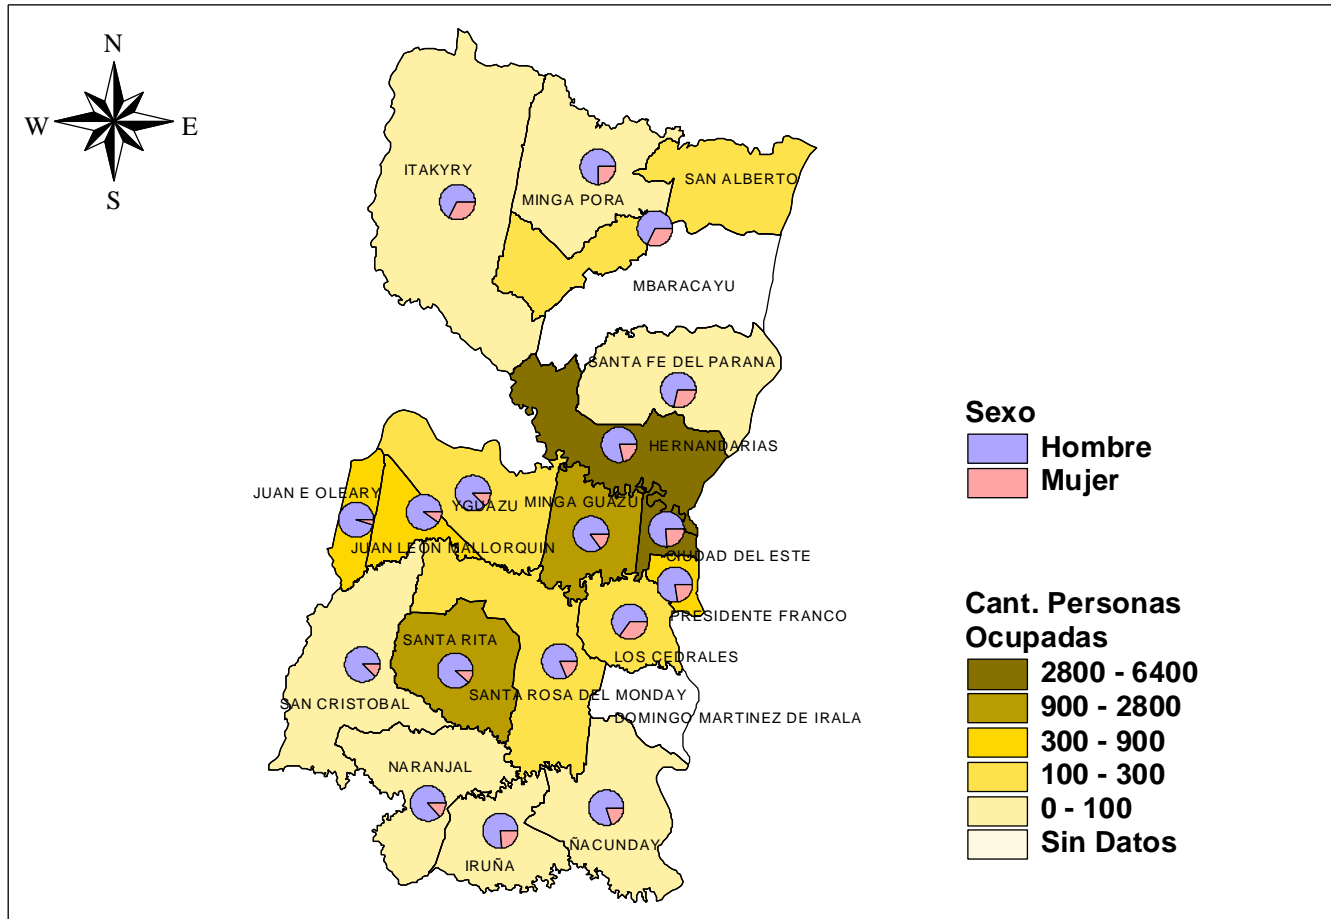 N
W
E
S
ITAKYRY
MINGA PORA
SAN ALBERTO
MBARACAYU
SANTA FE DEL PARANA
HERNANDARIAS
JUAN E OLEARY
YGUAZU
MINGA GUAZU
JUAN LEON MALLORQUIN
CIUDAD DEL ESTE
PRESIDENTE FRANCO
SANTA RITA
LOS CEDRALES
SANTA ROSA DEL MONDAY
SAN CRISTOBAL
DOMINGO MARTINEZ DE IRALA
NARANJAL
ÑACUNDAY
IRUÑA
Sexo
Hombre
Mujer
Cant. Personas
Ocupadas
2800 - 6400
900 - 2800
300 - 900
100 - 300
0 - 100
Sin Datos